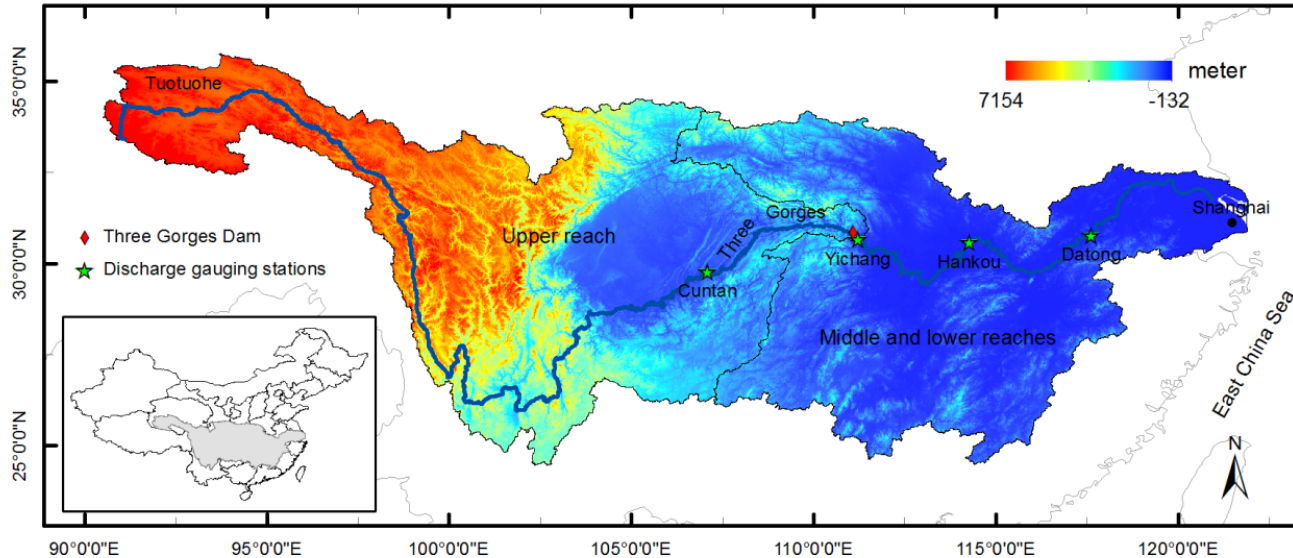 35°0'0"N
30°0'0"N
25°0'0"N
Tuotuohe
meter
7154
-132
Three Gorges Dam
Discharge gauging stations
Upper reach
Three
Gorges
Cuntan
Yichang
Hankou
Datong
Shanghai
Middle and lower reaches
East China Sea
N
90°0'0"E
95°0'0"E
100°0'0"E
105°0'0"E
110°0'0"E
115°0'0"E
120°0'0"E